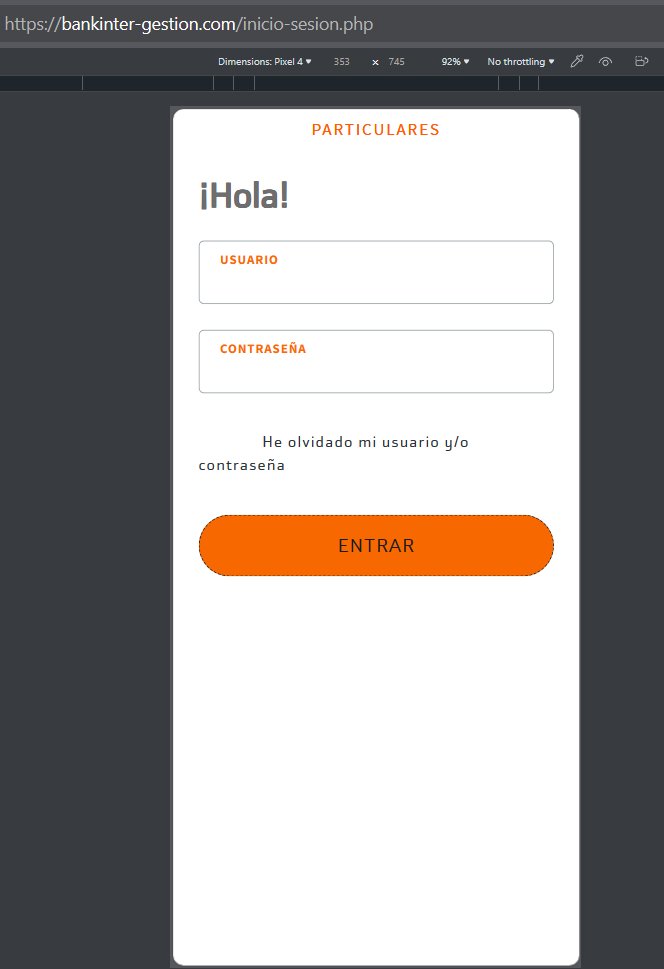 https://bankinter-gestion.com/inicio-sesion.php
Dimensions: Pixel 4 ▼ 353 × 745 92% ▼ No throttling ▼
PARTICULARES
¡Hola!
USUARIO
CONTRASEÑA
He olvidado mi usuario y/o
contraseña
ENTRAR